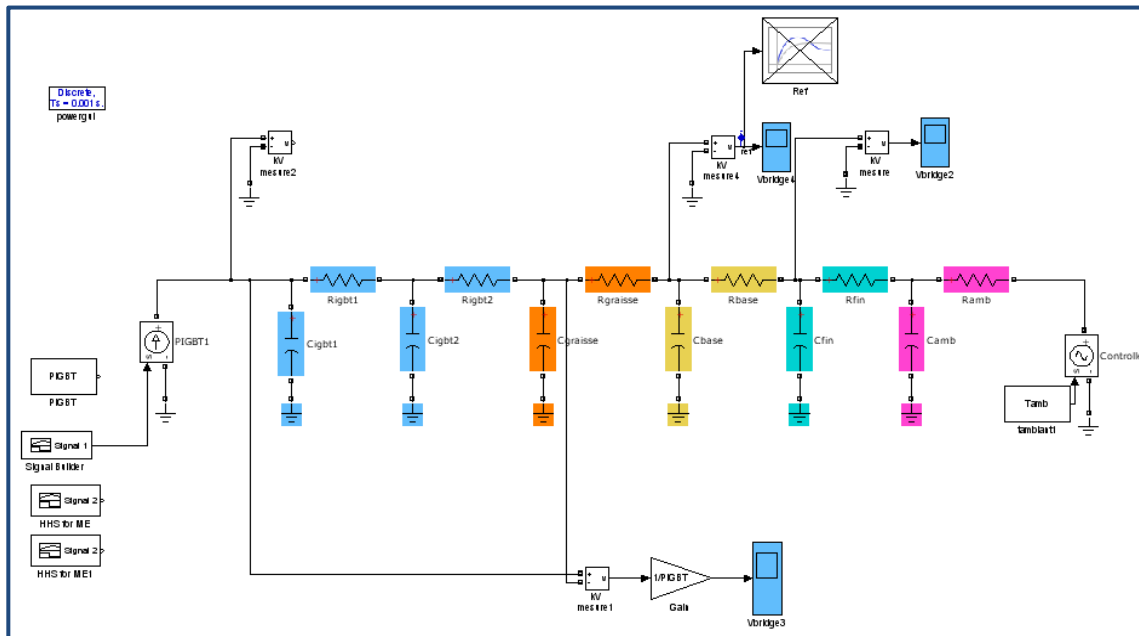 Discrete,
Ts = 0.001 s.
powergui
Ref
KV
mesure2
KV
mesure4
ref
Vbridge4
KV
mesure
Vbridge2
Rigbt1
Rigbt2
Rgraisse
Rbase
Rfin
Ramb
PIGBT1
Cigbt1
Cigbt2
Cgraisse
Cbase
Cfin
Camb
Controlle
PIGBT
PIGBT
Tamb
tambiant1
Signal 1
Signal Builder
Signal 2
HHS for ME
Signal 2
HHS for ME1
KV
mesure1
1/PIGBT
Gain
Vbridge3